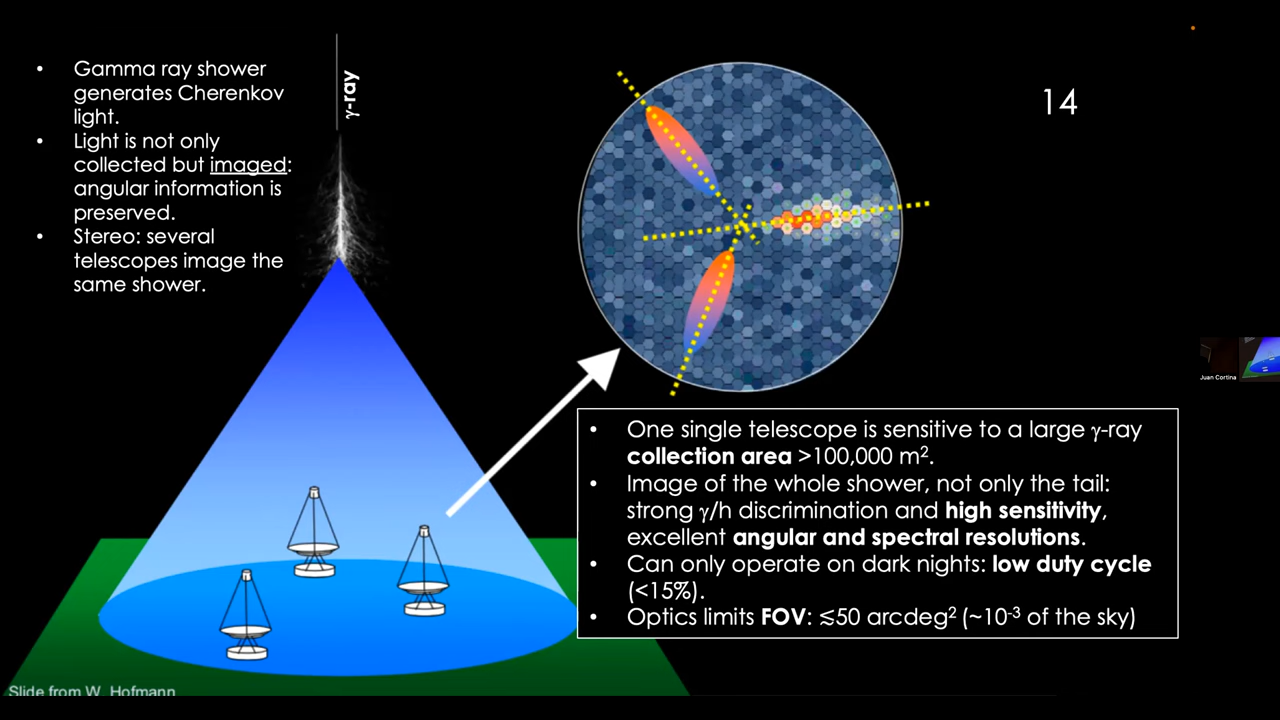 • Gamma ray shower
generates Cherenkov
light.
• Light is not only
collected but imaged:
angular information is
preserved.
• Stereo: several
telescopes image the
same shower.
γ-ray
14
Juan Cortina
• One single telescope is sensitive to a large γ-ray
collection area >100,000 m².
• Image of the whole shower, not only the tail:
strong γ/h discrimination and high sensitivity,
excellent angular and spectral resolutions.
• Can only operate on dark nights: low duty cycle
(<15%).
• Optics limits FOV: ≲50 arcdeg² (~10⁻³ of the sky)
Slide from W. Hofmann